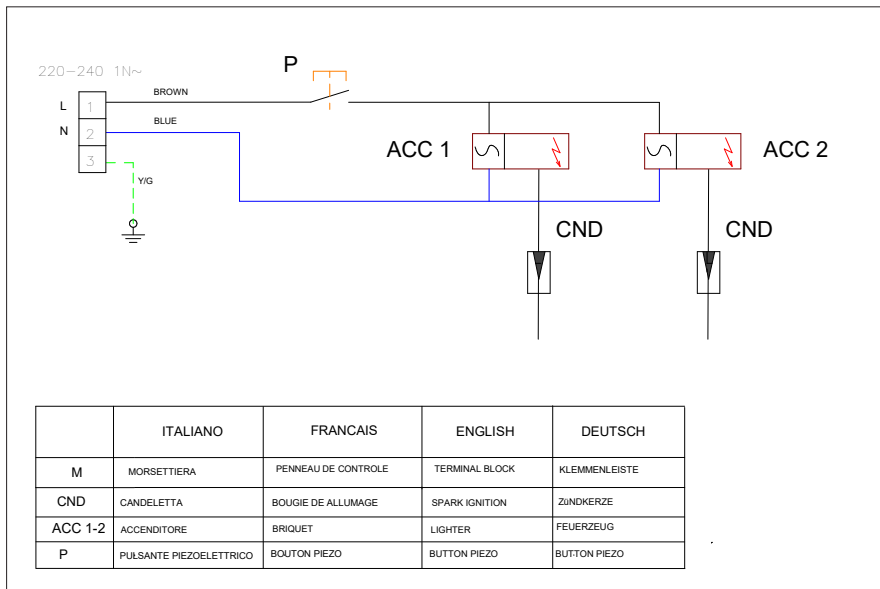 220-240 1N~
P
L 1 BROWN
N 2 BLUE
3
Y/G
ACC 1
ACC 2
CND CND
ITALIANO FRANCAIS ENGLISH DEUTSCH
M MORSETTIERA PENNEAU DE CONTROLE TERMINAL BLOCK KLEMMENLEISTE
CND CANDELETTA BOUGIE DE ALLUMAGE SPARK IGNITION ZüNDKERZE
ACC 1-2 ACCENDITORE BRIQUET LIGHTER FEUERZEUG
P PULSANTE PIEZOELETTRICO BOUTON PIEZO BUTTON PIEZO BUTTON PIEZO